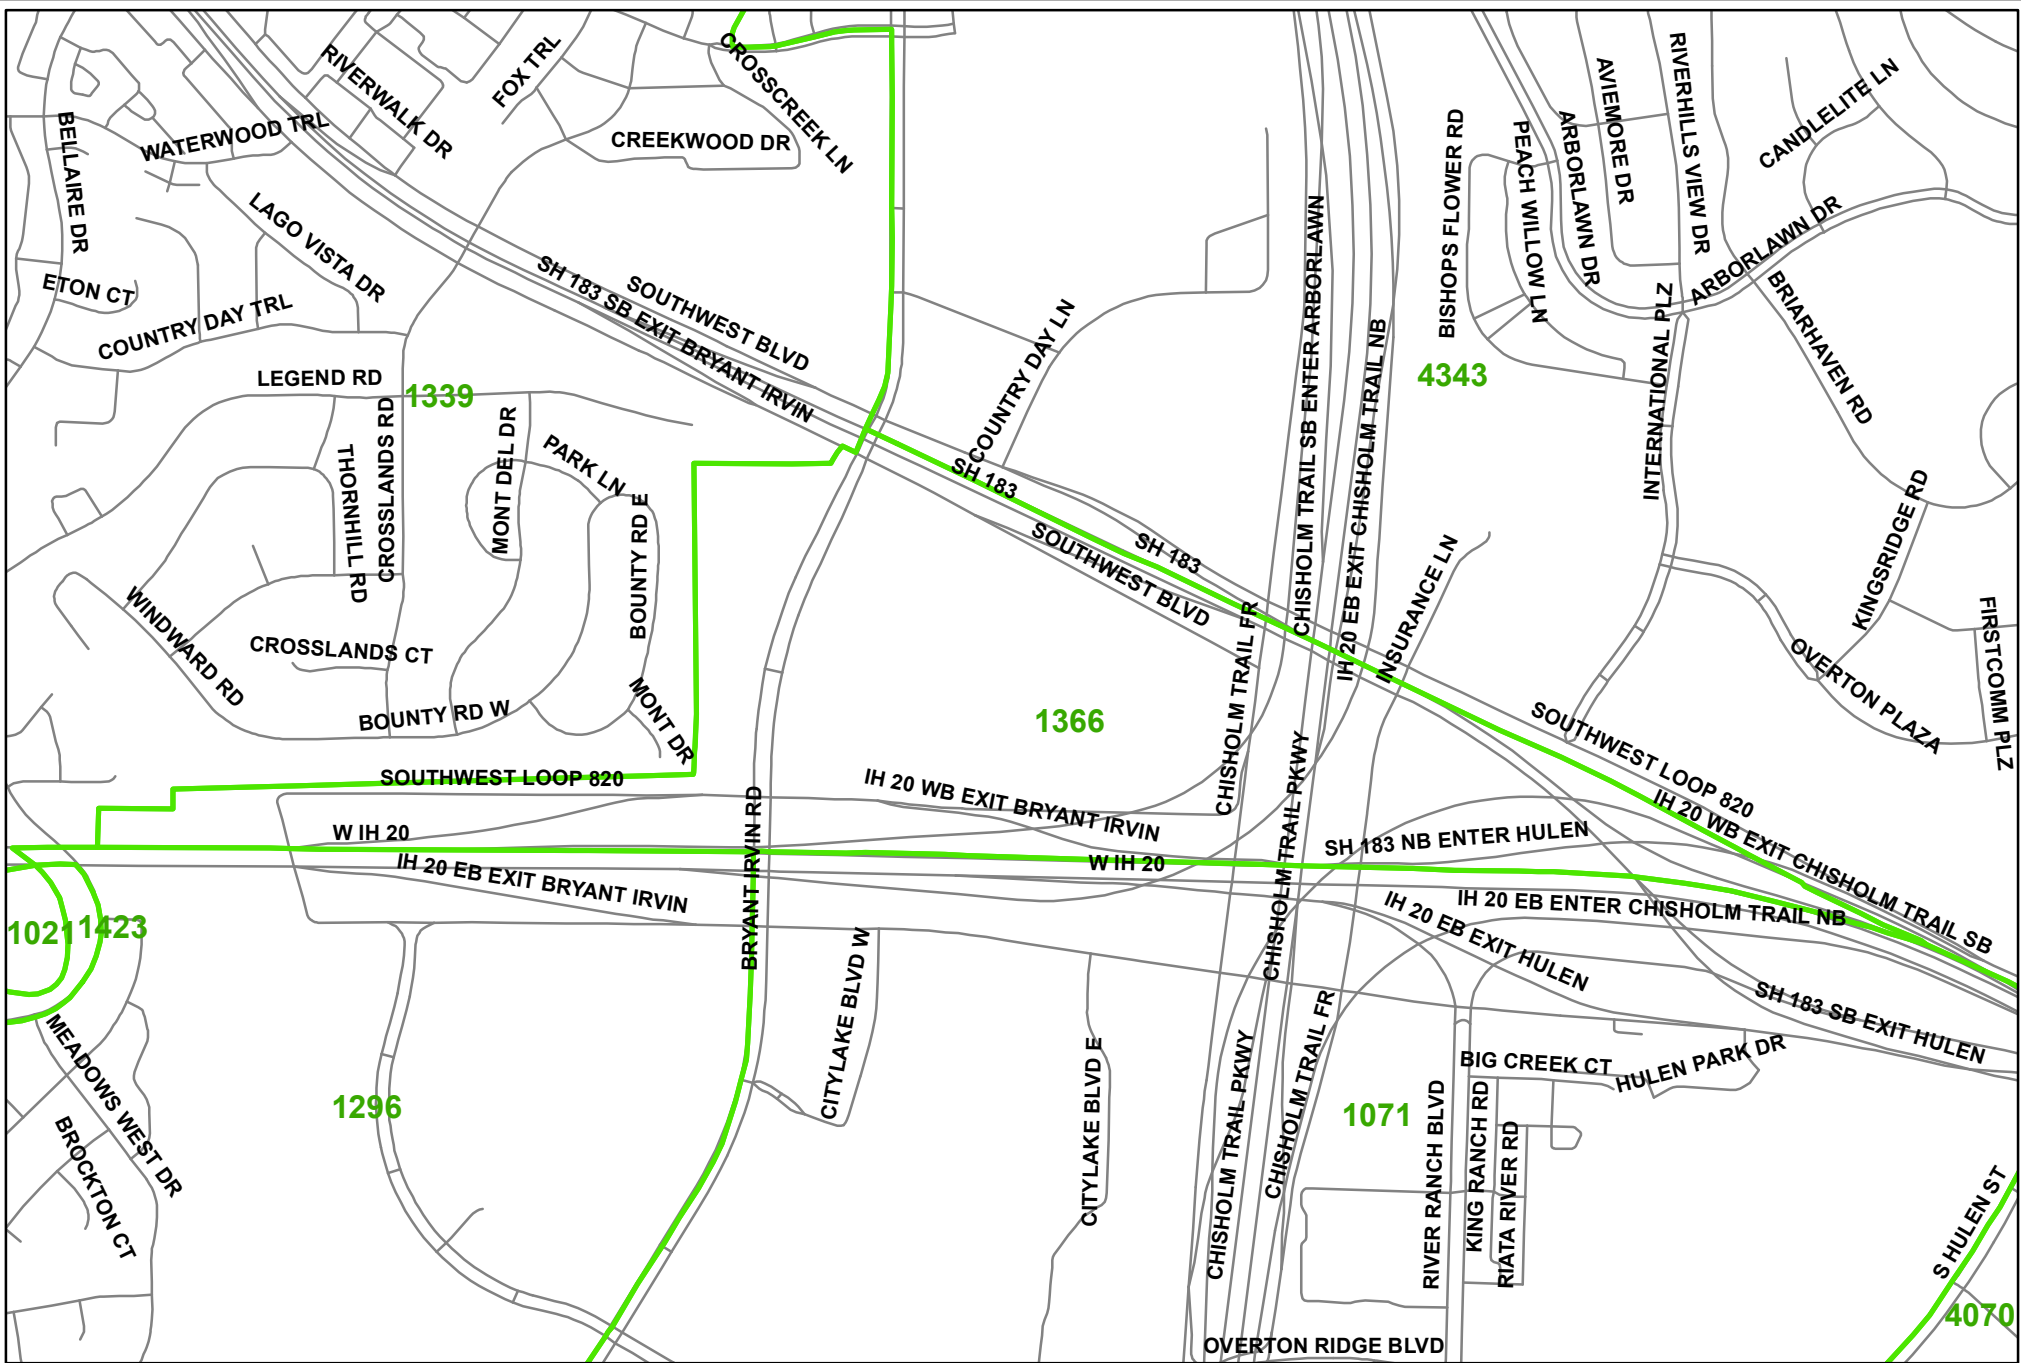 CROSSCREEK LN
FOX TRL
RIVERWALK DR
WATERWOOD TRL
BELLAIRE DR
CREEKWOOD DR
LAGO VISTA DR
ETON CT
COUNTRY DAY TRL
LEGEND RD
1339
SH 183 SB EXIT BRYANT IRVIN
SOUTHWEST BLVD
COUNTRY DAY LN
CHISHOLM TRAIL SB ENTER ARBORLAWN
IH 20 EB EXIT CHISHOLM TRAIL NB
BISHOPS FLOWER RD
PEACH WILLOW LN
ARBORLAWN DR
AVIEMORE DR
RIVERHILLS VIEW DR
CANDLELITE LN
ARBORLAWN DR
INTERNATIONAL PLZ
BRIARHAVEN RD
4343
THORNHILL RD
CROSSLANDS RD
MONT DEL DR
PARK LN
BOUNTY RD E
SH 183
SH 183
SOUTHWEST BLVD
INSURANCE LN
KINGSRIDGE RD
FIRSTCOMM PLZ
OVERTON PLAZA
WINDWARD RD
CROSSLANDS CT
BOUNTY RD W
MONT DR
1366
CHISHOLM TRAIL FR
CHISHOLM TRAIL PKWY
SOUTHWEST LOOP 820
SOUTHWEST LOOP 820
IH 20 WB EXIT BRYANT IRVIN
IH 20 WB EXIT CHISHOLM TRAIL SB
W IH 20
SH 183 NB ENTER HULEN
W IH 20
IH 20 EB EXIT BRYANT IRVIN
BRYANT IRVIN RD
IH 20 EB ENTER CHISHOLM TRAIL NB
IH 20 EB EXIT HULEN
1021
1423
CITYLAKE BLVD W
SH 183 SB EXIT HULEN
MEADOWS WEST DR
CITYLAKE BLVD E
CHISHOLM TRAIL PKWY
CHISHOLM TRAIL FR
BIG CREEK CT
HULEN PARK DR
1296
1071
RIVER RANCH BLVD
KING RANCH RD
RIATA RIVER RD
BROCKTON CT
S HULEN ST
4070
OVERTON RIDGE BLVD